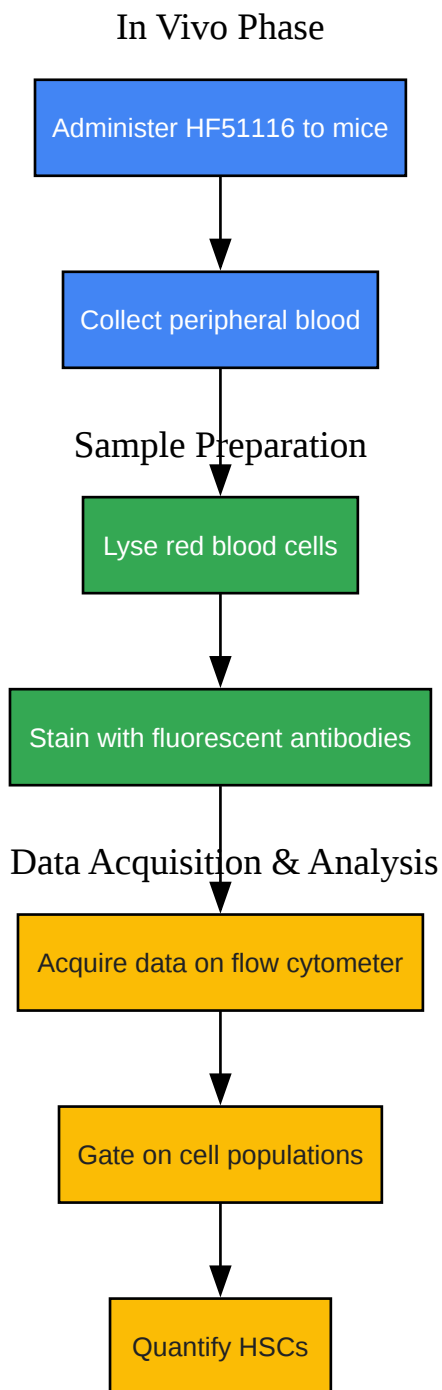 In Vivo Phase
Administer HF51116 to mice
Collect peripheral blood
Sample Preparation
Lyse red blood cells
Stain with fluorescent antibodies
Data Acquisition & Analysis
Acquire data on flow cytometer
Gate on cell populations
Quantify HSCs